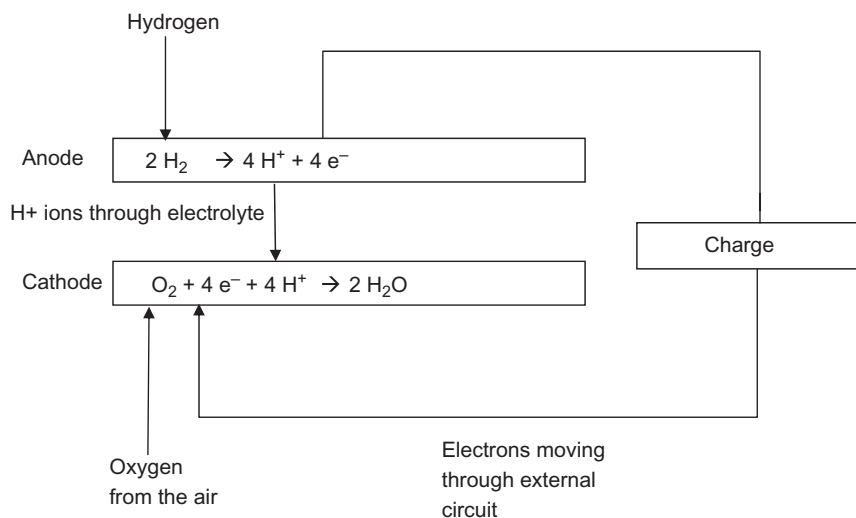 Hydrogen
Anode
2 H₂ → 4 H⁺ + 4 e⁻
H+ ions through electrolyte
Charge
Cathode
O₂ + 4 e⁻ + 4 H⁺ → 2 H₂O
Electrons moving
through external
circuit
Oxygen
from the air